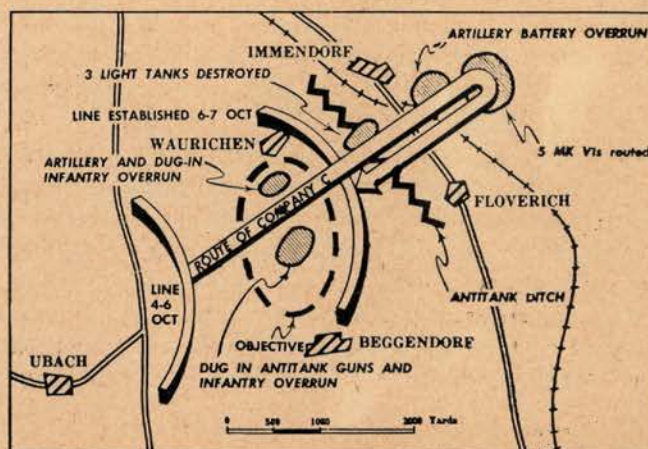 ARTILLERY BATTERY OVERRUN
IMMENDORF
3 LIGHT TANKS DESTROYED
LINE ESTABLISHED 6-7 OCT
WAURICHEN
5 MK VIs routed
ARTILLERY AND DUG-IN
INFANTRY OVERRUN
FLOVERICH
ROUTE OF COMPANY C
LINE
4-6
OCT
ANTITANK DITCH
OBJECTIVE
BEGGENDORF
UBACH
DUG IN ANTITANK GUNS AND
INFANTRY OVERRUN
0 500 1000 2000 Yards